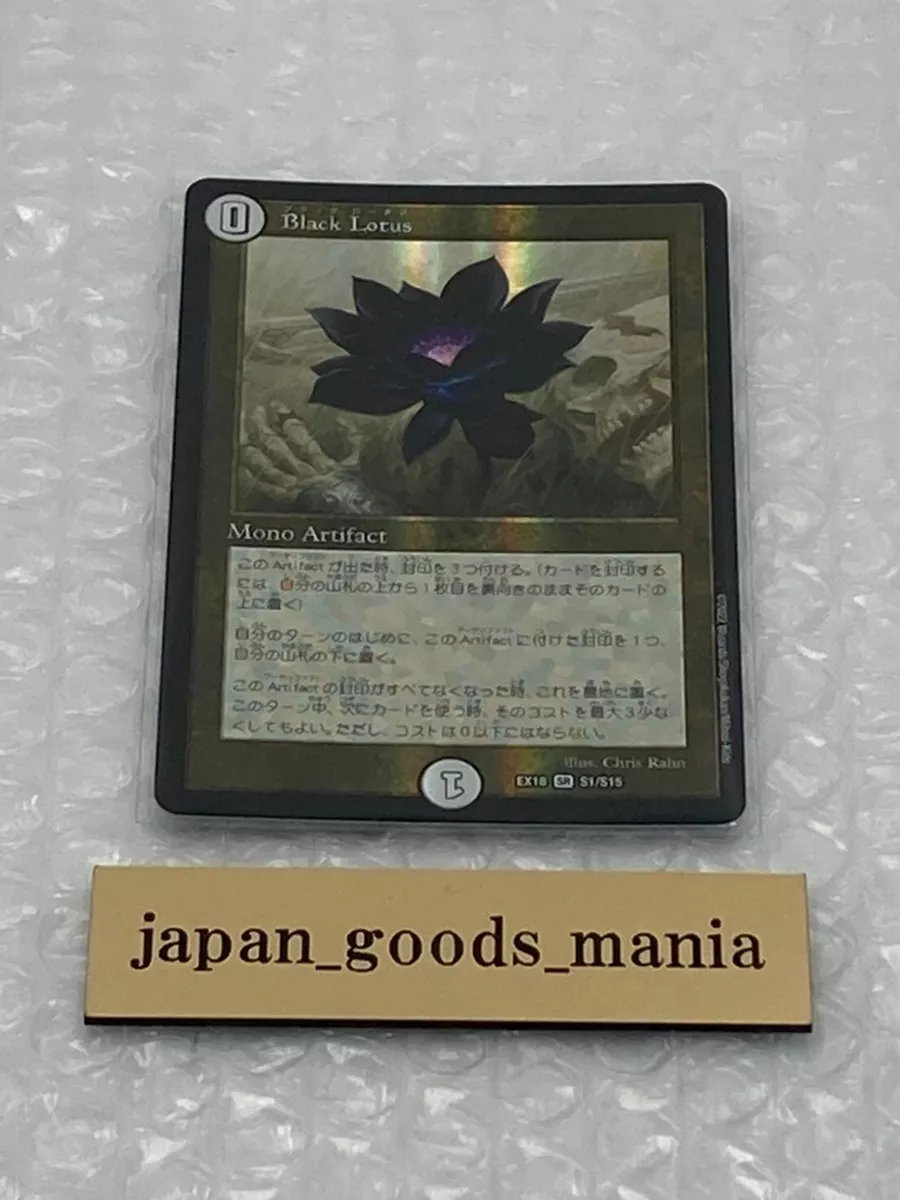 0
ブラック ロータス
Black Lotus
Mono Artifact
このArtifactが出た時、封印を3つ付ける。(カードを封印する
には、自分の山札の上から1枚目を裏向きのままそのカードの
上に置く)
自分のターンのはじめに、このArtifactに付けた封印を1つ、
自分の山札の下に置く。
このArtifactの封印がすべてなくなった時、これを墓地に置く。
このターン中、次にカードを使う時、そのコストを最大3少な
くしてもよい。ただし、コストは0以下にはならない。
illus. Chris Rahn
1
EX18 SR S1/S15
japan_goods_mania